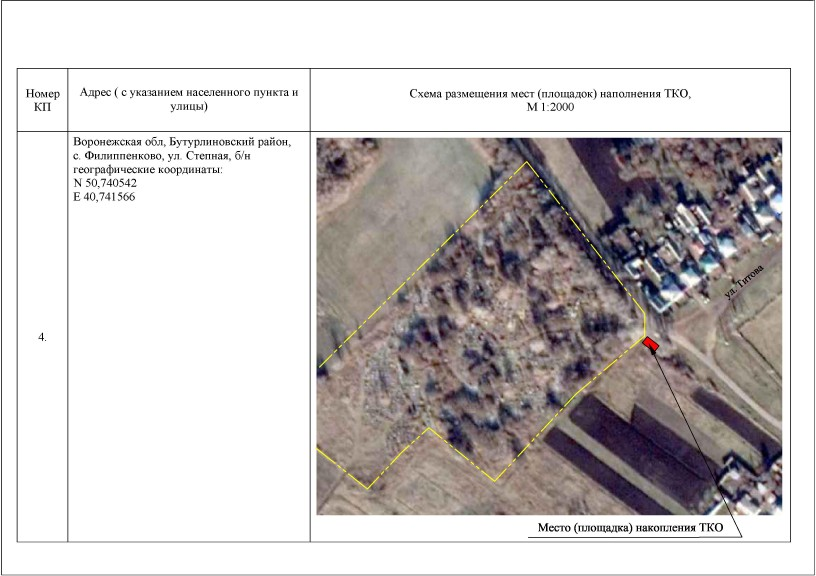 Номер
КП
Адрес ( с указанием населенного пункта и
улицы)
Схема размещения мест (площадок) наполнения ТКО,
М 1:2000
4.
Воронежская обл, Бутурлиновский район,
с. Филиппенково, ул. Степная, б/н
географические координаты:
N 50,740542
E 40,741566
ул. Титова
Место (площадка) накопления ТКО